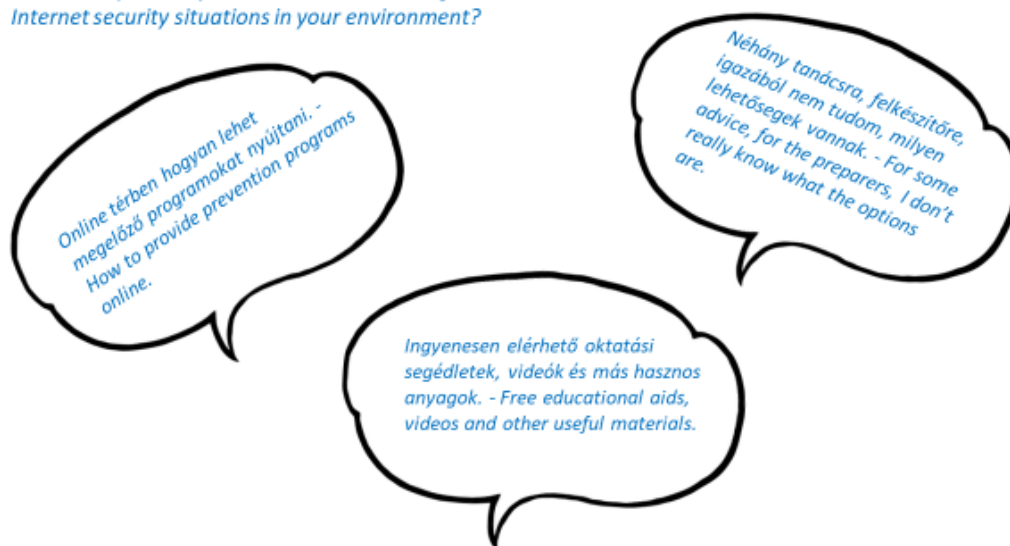 Internet security situations in your environment?
Online térben hogyan lehet
megelőző programokat nyújtani. -
How to provide prevention programs
online.
Néhány tanácsra, felkészítőre,
igazából nem tudom, milyen
lehetősegek vannak. - For some
advice, for the preparers, I don't
really know what the options
are.
Ingyenesen elérhető oktatási
segédletek, videók és más hasznos
anyagok. - Free educational aids,
videos and other useful materials.